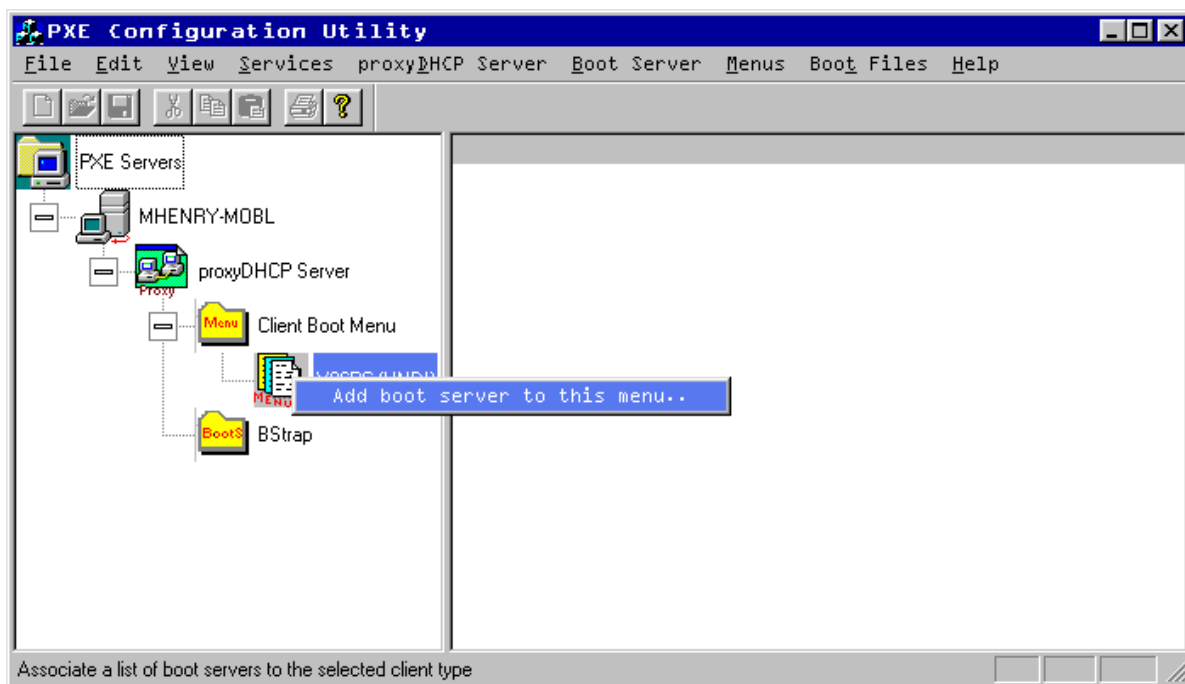 PXE Configuration Utility
File Edit View Services proxyDHCP Server Boot Server Menus Boot Files Help
PXE Servers
MHENRY-MOBL
proxyDHCP Server
Proxy
Menu Client Boot Menu
MENU
Add boot server to this menu..
BootS BStrap
Associate a list of boot servers to the selected client type